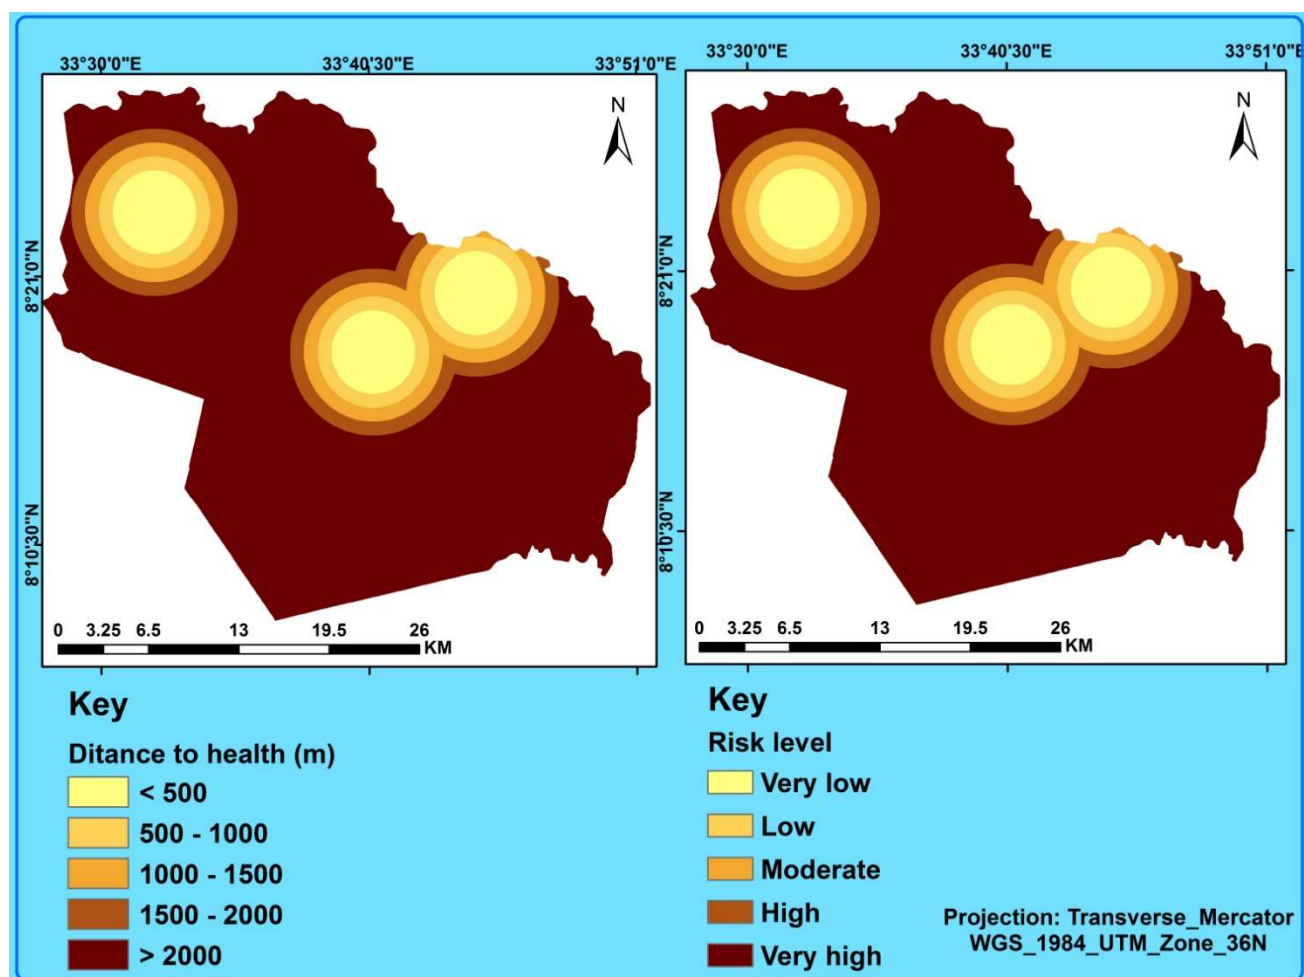 33°30'0"E 33°40'30"E 33°51'0"E
N
8°21'0"N
8°10'30"N
0 3.25 6.5 13 19.5 26
KM
Key
Ditance to health (m)
< 500
500 - 1000
1000 - 1500
1500 - 2000
> 2000
33°30'0"E 33°40'30"E 33°51'0"E
N
8°21'0"N
8°10'30"N
0 3.25 6.5 13 19.5 26
KM
Key
Risk level
Very low
Low
Moderate
High
Very high
Projection: Transverse_Mercator
WGS_1984_UTM_Zone_36N